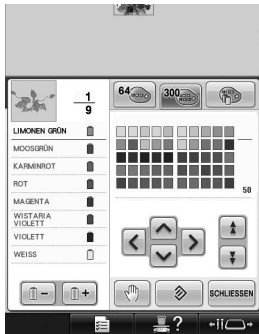 1
9
64
300
LIMONEN GRÜN
MOOSGRÜN
KARMINROT
ROT
MAGENTA
WISTARIA
VIOLETT
VIOLETT
WEISS
50
SCHLIESSEN
?